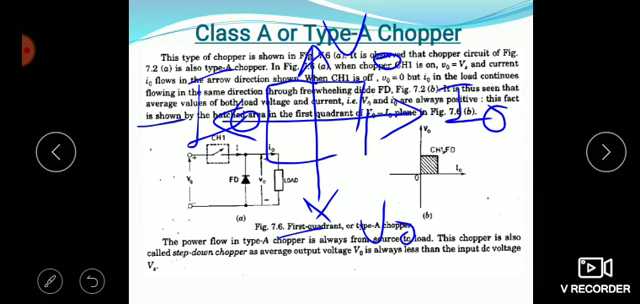 Class A or Type-A Chopper
This type of chopper is shown in Fig. 7.6 (a). It is observed that chopper circuit of Fig.
7.2 (a) is also type-A chopper. In Fig. 7.6 (a), when chopper CH1 is on, v₀ = Vₛ and current
i₀ flows in the arrow direction shown. When CH1 is off, v₀ = 0 but i₀ in the load continues
flowing in the same direction through freewheeling diode FD, Fig. 7.2 (b). It is thus seen that
average values of both load voltage and current, i.e. V₀ and I₀ are always positive : this fact
is shown by the hatched area in the first quadrant of V₀ – I₀ plane in Fig. 7.6 (b).
V₀
I₀
V₀
CH1
i₀
Vₛ
FD
v₀
LOAD
(a)
V₀
CH1,FD
0
I₀
(b)
Fig. 7.6. First-quadrant, or type-A chopper.
The power flow in type-A chopper is always from source to load. This chopper is also
called step-down chopper as average output voltage V₀ is always less than the input dc voltage
Vₛ.
V RECORDER